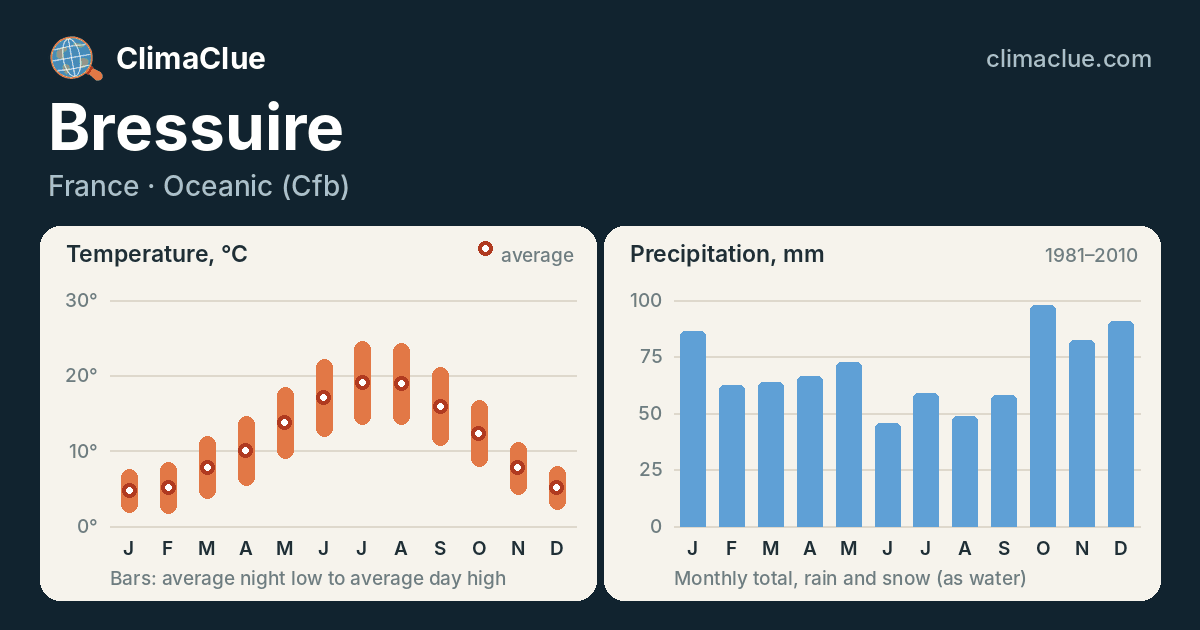 ClimaClue
climaclue.com
Bressuire
France · Oceanic (Cfb)
Temperature, °C
average
30°
20°
10°
0°
J F M A M J J A S O N D
Bars: average night low to average day high
Precipitation, mm
1981–2010
100
75
50
25
0
J F M A M J J A S O N D
Monthly total, rain and snow (as water)